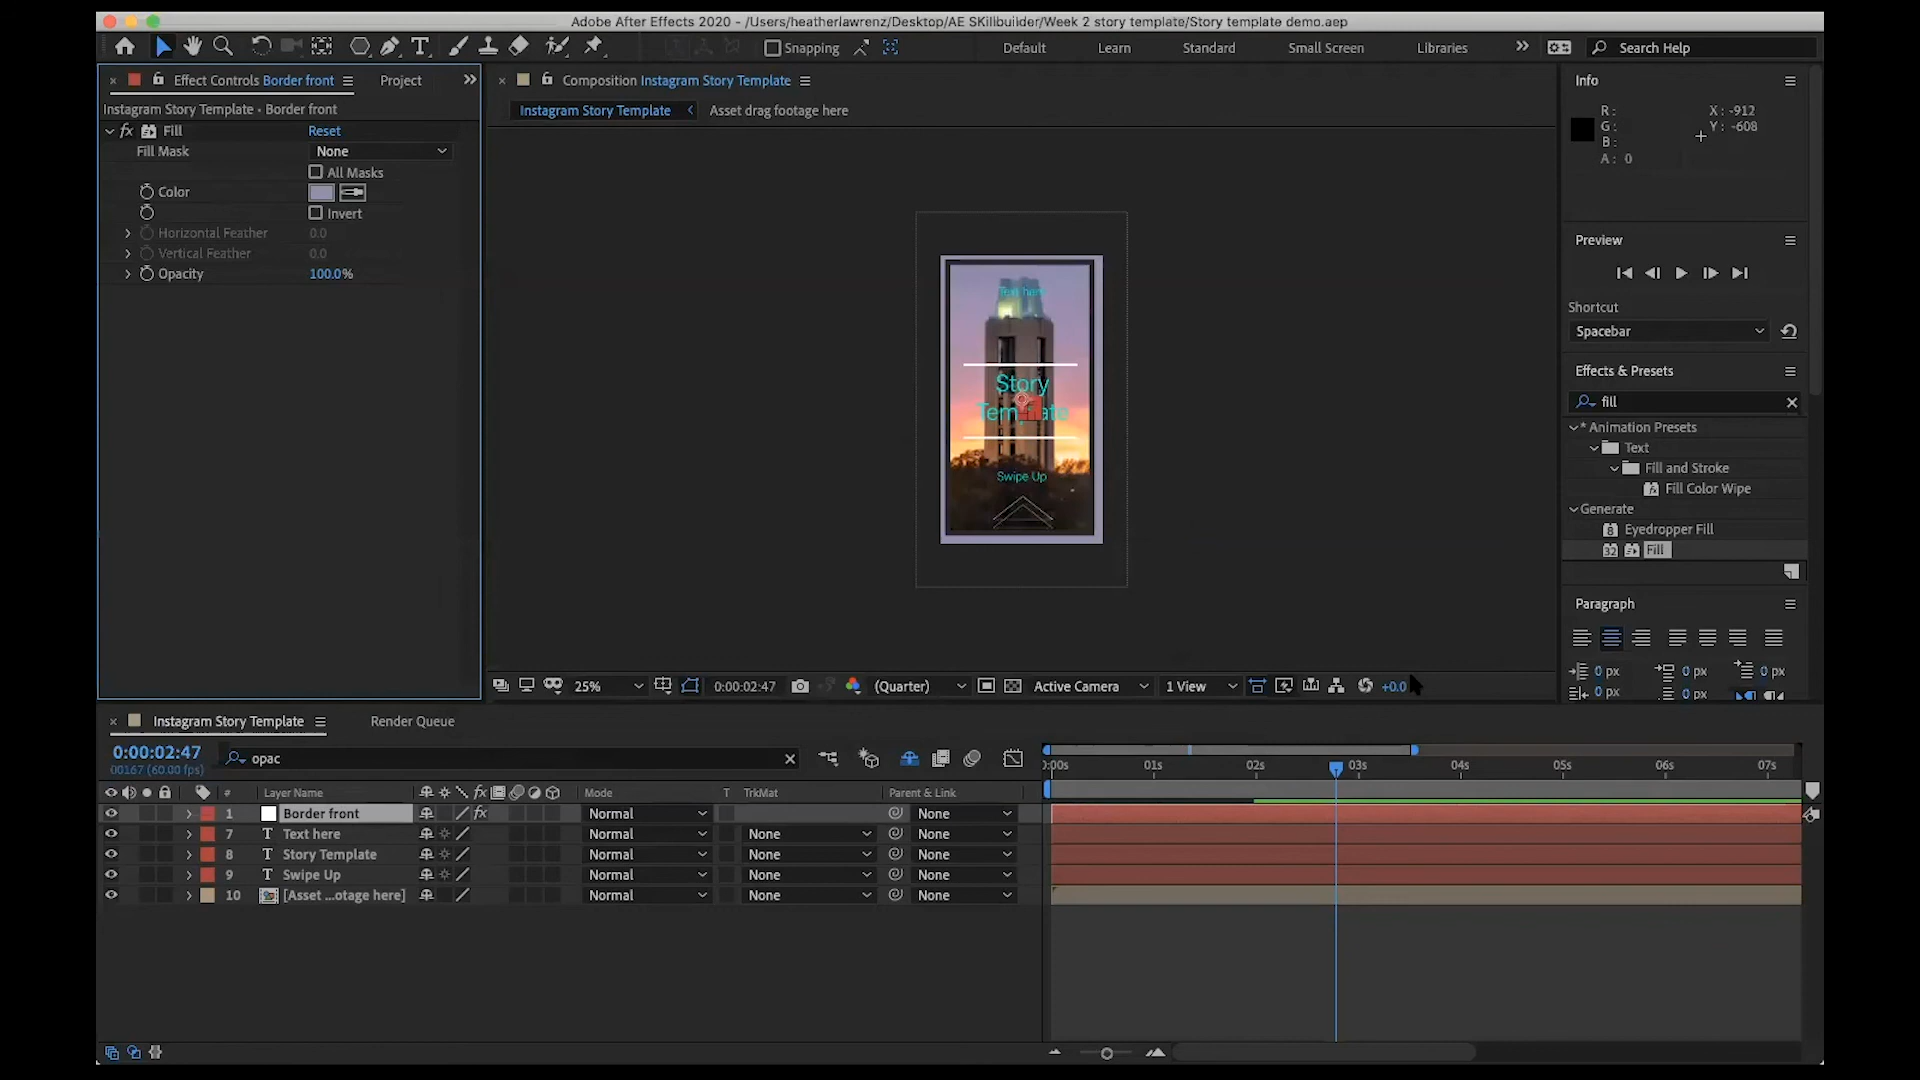 Adobe After Effects 2020 - /Users/heatherlawrenz/Desktop/AE SKillbuilder/Week 2 story template/Story template demo.aep
Snapping
Default
Learn
Standard
Small Screen
Libraries
Search Help
Effect Controls Border front
Project
Composition Instagram Story Template
Info
Instagram Story Template • Border front
Instagram Story Template
Asset drag footage here
R :
G :
B :
A : 0
X : -912
Y : -608
fx Fill
Reset
Fill Mask
None
All Masks
Color
Invert
Horizontal Feather
0.0
Vertical Feather
0.0
Opacity
100.0%
Preview
Shortcut
Spacebar
Effects & Presets
fill
* Animation Presets
Text
Fill and Stroke
Fill Color Wipe
Generate
Eyedropper Fill
32
Fill
Text here
Story
Template
Swipe Up
Paragraph
0 px
0 px
0 px
0 px
0 px
25%
0:00:02:47
(Quarter)
Active Camera
1 View
+0.0
Instagram Story Template
Render Queue
0:00:02:47
00167 (60.00 fps)
opac
0:00s
01s
02s
03s
04s
05s
06s
07s
#
Layer Name
fx
Mode
T
TrkMat
Parent & Link
1
Border front
fx
Normal
None
7
T
Text here
Normal
None
None
8
T
Story Template
Normal
None
None
9
T
Swipe Up
Normal
None
None
10
[Asset ...otage here]
Normal
None
None